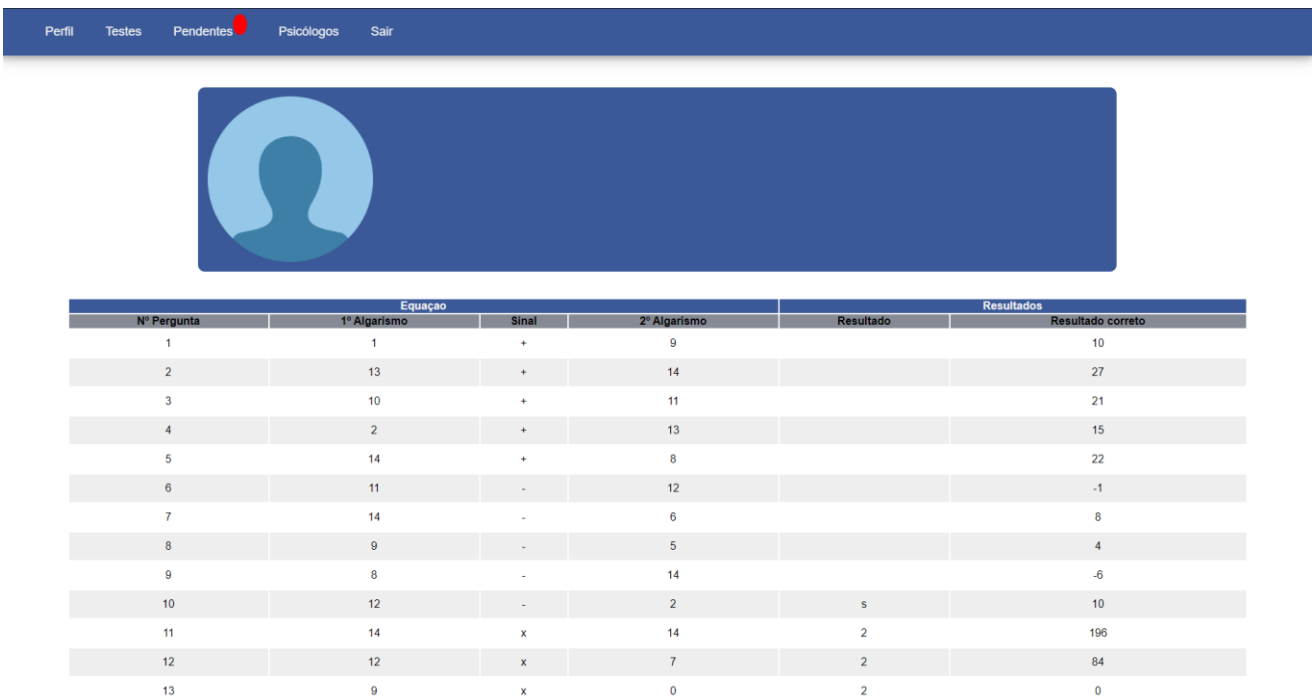 Perfil Testes Pendentes Psicólogos Sair
Equaçao Resultados
Nº Pergunta 1º Algarismo Sinal 2º Algarismo Resultado Resultado correto
1 1 + 9 10
2 13 + 14 27
3 10 + 11 21
4 2 + 13 15
5 14 + 8 22
6 11 - 12 -1
7 14 - 6 8
8 9 - 5 4
9 8 - 14 -6
10 12 - 2 s 10
11 14 x 14 2 196
12 12 x 7 2 84
13 9 x 0 2 0